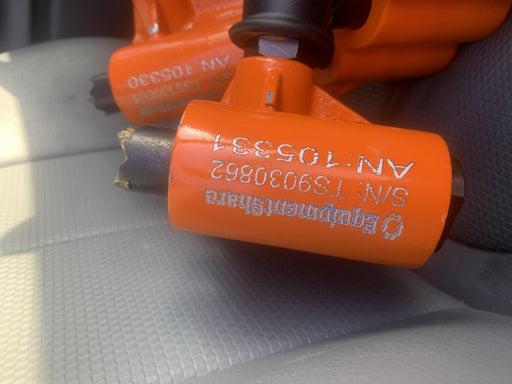 EquipmentShare
S/N: TS9030862
AN: 105331
AN 105330